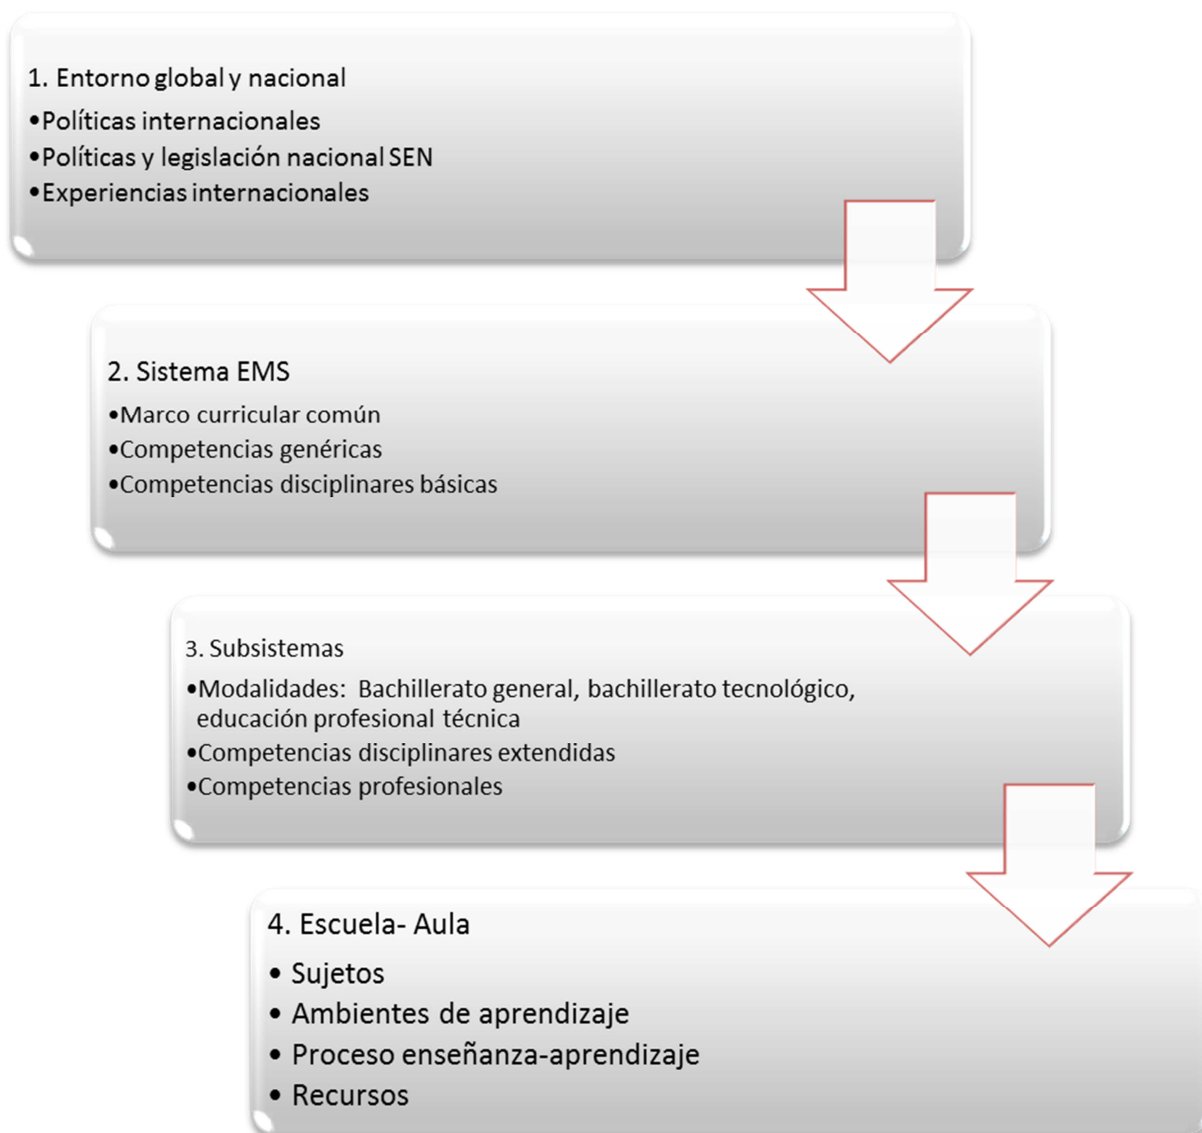 1. Entorno global y nacional
•Políticas internacionales
•Políticas y legislación nacional SEN
•Experiencias internacionales
2. Sistema EMS
•Marco curricular común
•Competencias genéricas
•Competencias disciplinares básicas
3. Subsistemas
•Modalidades: Bachillerato general, bachillerato tecnológico,
educación profesional técnica
•Competencias disciplinares extendidas
•Competencias profesionales
4. Escuela- Aula
• Sujetos
• Ambientes de aprendizaje
• Proceso enseñanza-aprendizaje
• Recursos